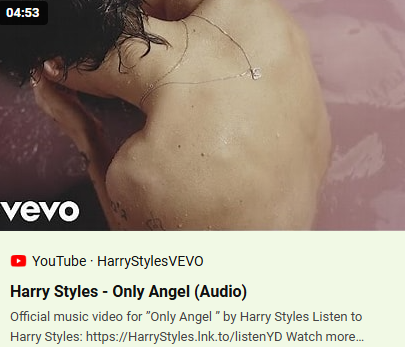 04:53
vevo
YouTube · HarryStylesVEVO
Harry Styles - Only Angel (Audio)
Official music video for ”Only Angel ” by Harry Styles Listen to
Harry Styles: https://HarryStyles.lnk.to/listenYD Watch more...